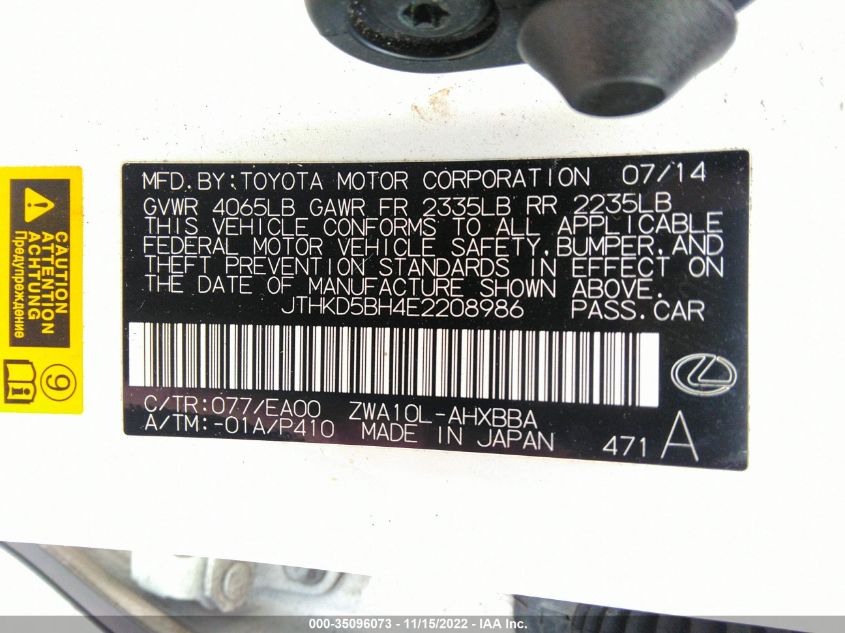 MFD.BY:TOYOTA MOTOR CORPORATION 07/14
GVWR 4065LB GAWR FR 2335LB RR 2235LB
THIS VEHICLE CONFORMS TO ALL APPLICABLE
FEDERAL MOTOR VEHICLE SAFETY,BUMPER,AND
THEFT PREVENTION STANDARDS IN EFFECT ON
THE DATE OF MANUFACTURE SHOWN ABOVE.
JTHKD5BH4E2208986 PASS.CAR
C/TR:077/EA00 ZWA10L-AHXBBA
A/TM:-01A/P410 MADE IN JAPAN 471 A
CAUTION
ATTENTION
ACHTUNG
Предупреждение
9
000-35096073 - 11/15/2022 - IAA Inc.